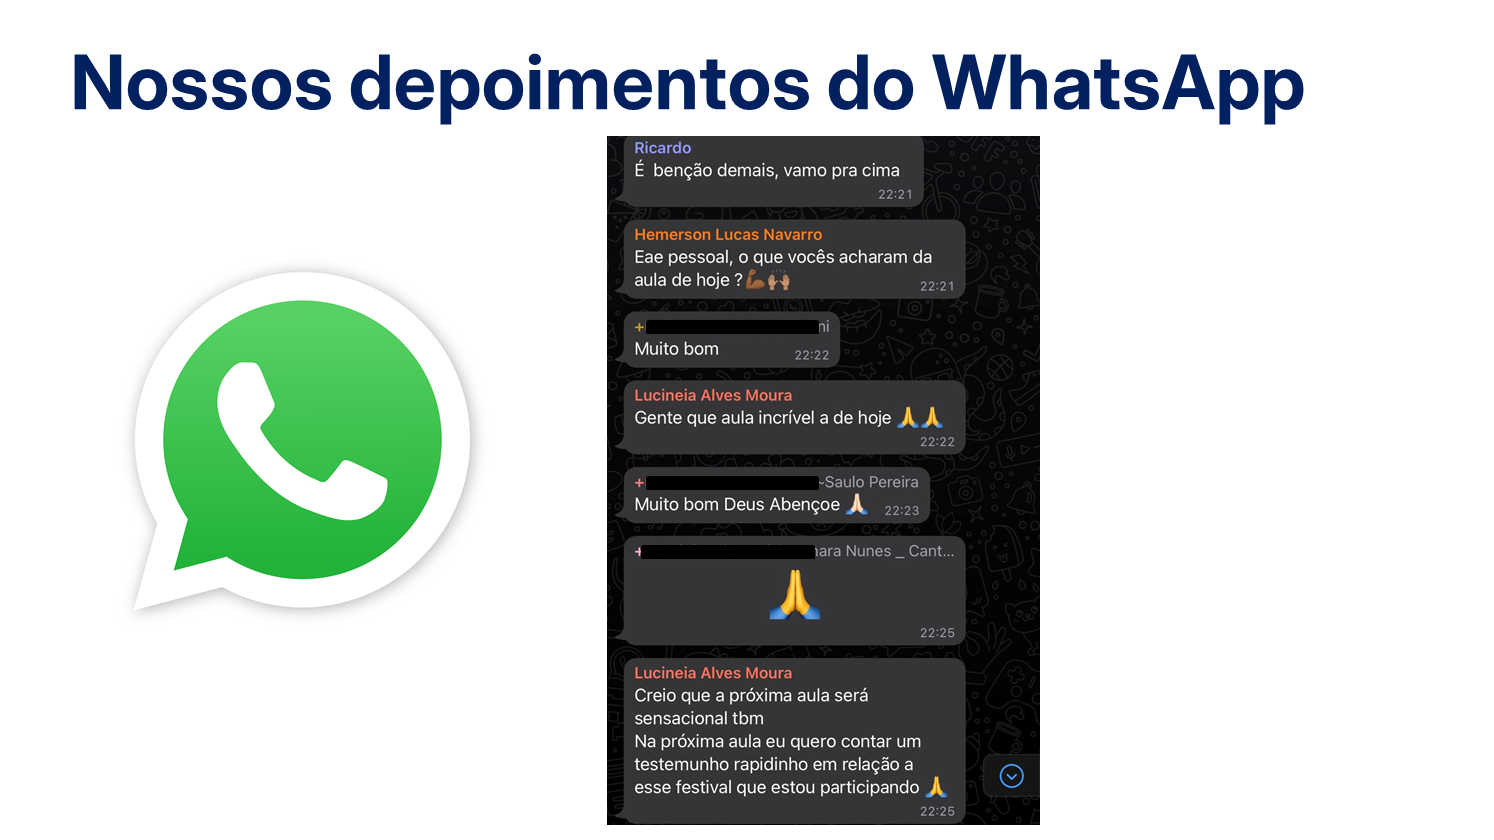 Nossos depoimentos do WhatsApp
Ricardo
É benção demais, vamo pra cima
22:21
Hemerson Lucas Navarro
Eae pessoal, o que vocês acharam da
aula de hoje ?💪🏾🙌🏽
22:21
+ ni
Muito bom
22:22
Lucineia Alves Moura
Gente que aula incrível a de hoje 🙏🙏
22:22
+ ~Saulo Pereira
Muito bom Deus Abençoe 🙏🏻
22:23
+ nara Nunes _ Cant...
🙏
22:25
Lucineia Alves Moura
Creio que a próxima aula será
sensacional tbm
Na próxima aula eu quero contar um
testemunho rapidinho em relação a
esse festival que estou participando 🙏
22:25